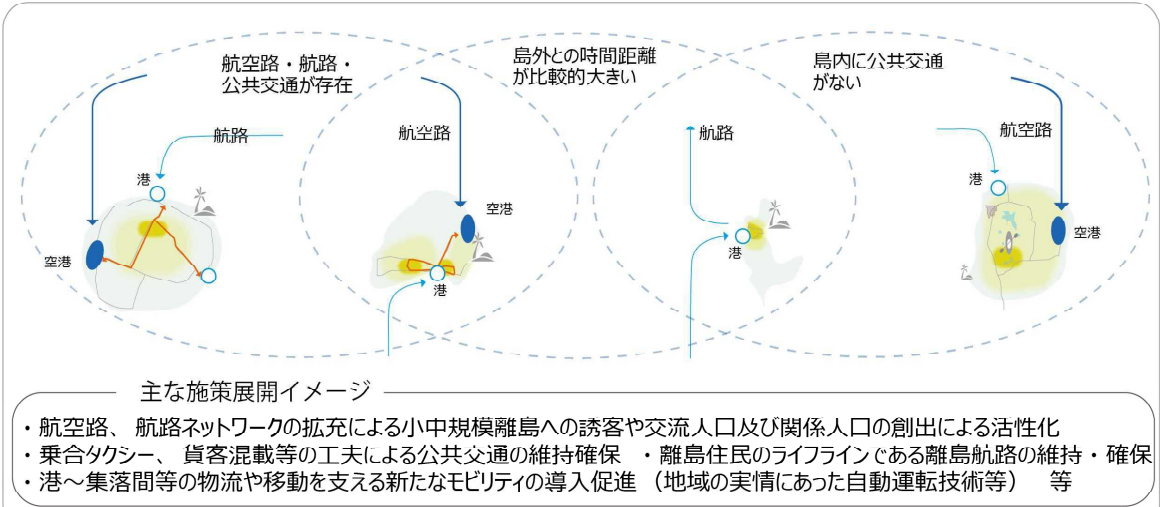 航空路・航路・
公共交通が存在
島外との時間距離
が比較的大きい
島内に公共交通
がない
航路
港
空港
航空路
空港
港
航路
港
航空路
港
空港
主な施策展開イメージ
・航空路、航路ネットワークの拡充による小中規模離島への誘客や交流人口及び関係人口の創出による活性化
・乗合タクシー、貨客混載等の工夫による公共交通の維持確保 ・離島住民のライフラインである離島航路の維持・確保
・港～集落間等の物流や移動を支える新たなモビリティの導入促進 （地域の実情にあった自動運転技術等） 等